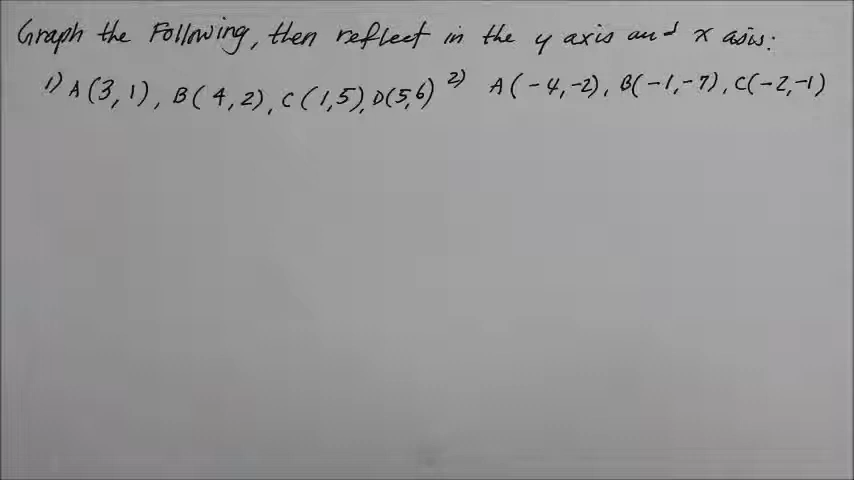 Graph the Following, then reflect in the y axis and x asis:
1) A(3,1), B(4,2), C(1,5), D(5,6) 2) A(-4,-2), B(-1,-7), C(-2,-1)